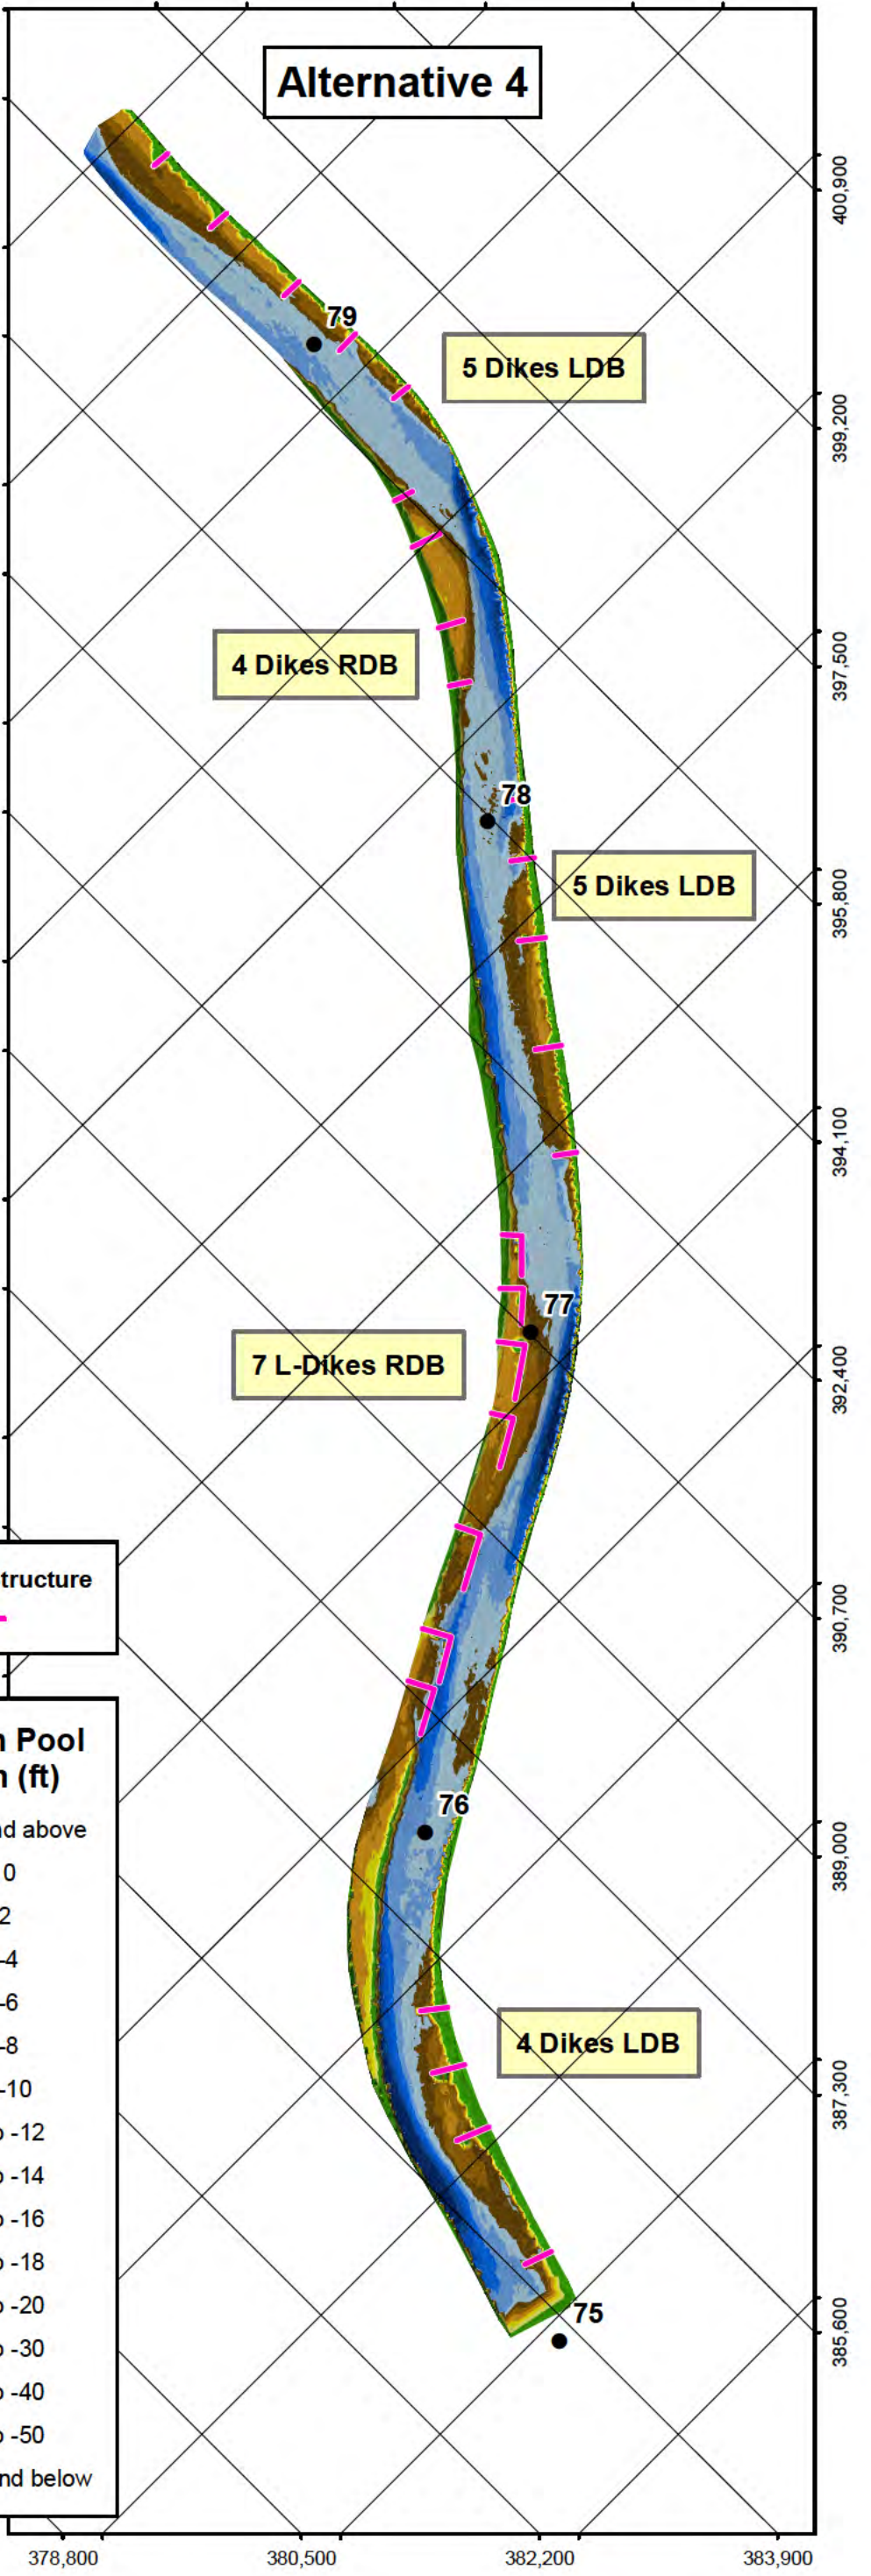 Alternative 4
400,900
79
5 Dikes LDB
399,200
4 Dikes RDB
397,500
78
5 Dikes LDB
395,800
394,100
77
7 L-Dikes RDB
392,400
tructure
390,700
Pool
(ft)
nd above
76
0
389,000
2
-4
-6
-8
4 Dikes LDB
-10
387,300
-12
-14
-16
-18
-20
75
385,600
-30
-40
-50
nd below
378,800 380,500 382,200 383,900